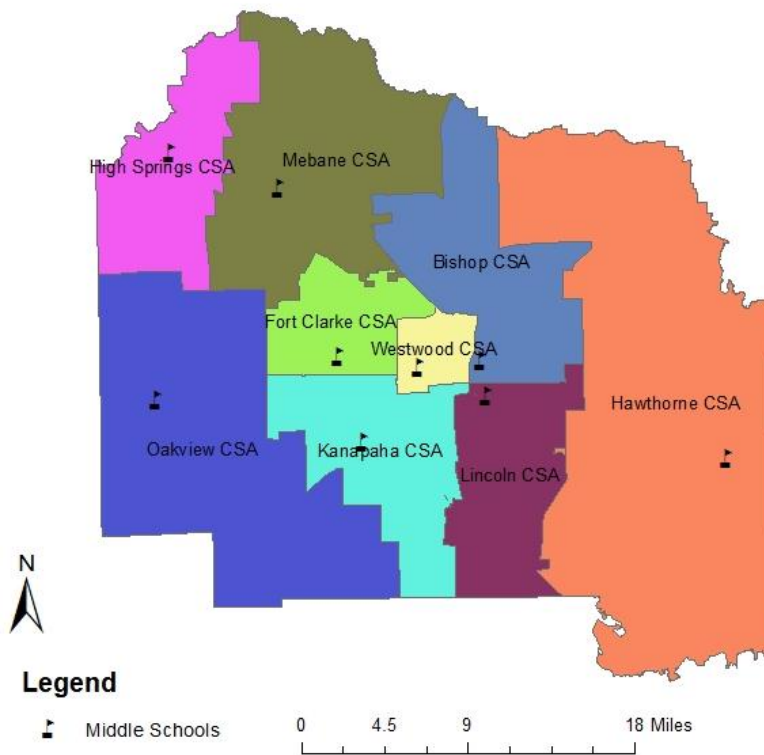 High Springs CSA
Mebane CSA
Bishop CSA
Fort Clarke CSA
Westwood CSA
Hawthorne CSA
Oakview CSA
Kanapaha CSA
Lincoln CSA
N
Legend
Middle Schools
0 4.5 9 18 Miles